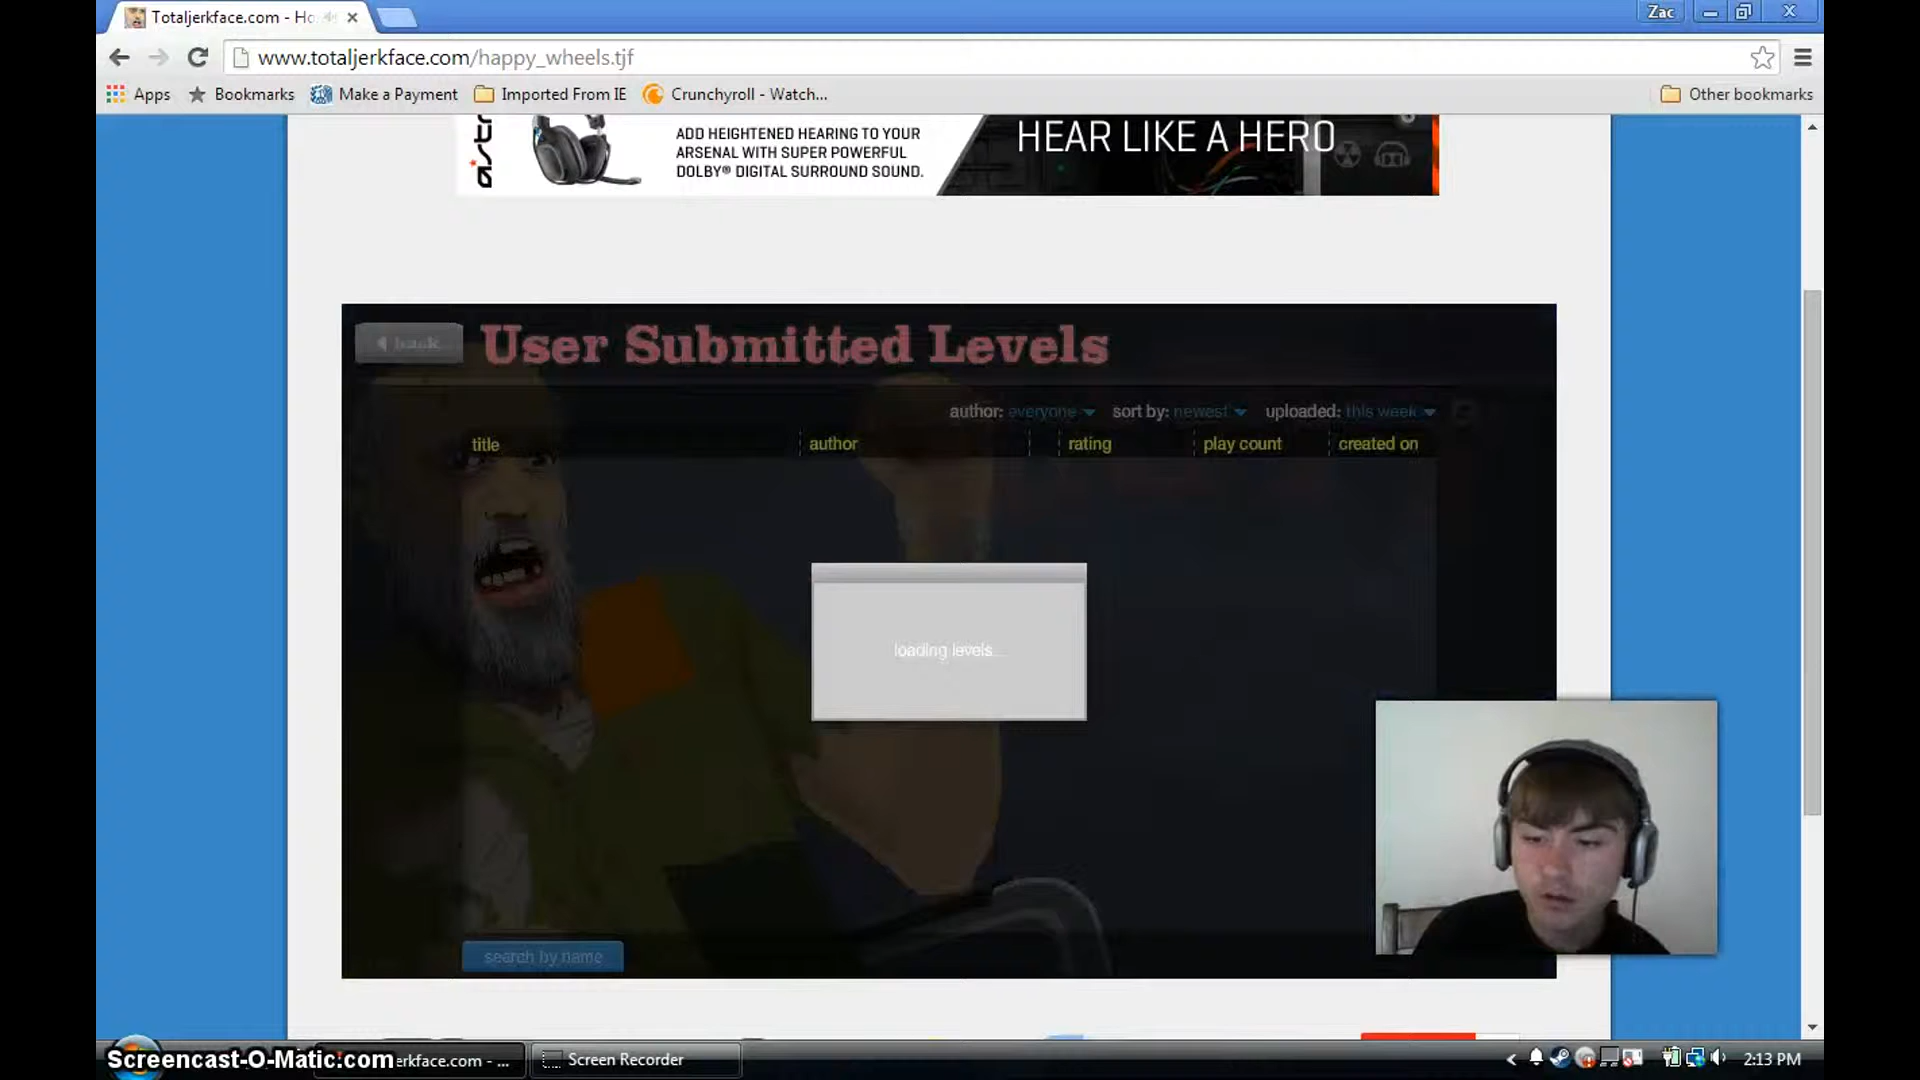 Totaljerkface.com - Ho
Zac
www.totaljerkface.com/happy_wheels.tjf
Apps
Bookmarks
Make a Payment
Imported From IE
Crunchyroll - Watch...
Other bookmarks
ADD HEIGHTENED HEARING TO YOUR
ARSENAL WITH SUPER POWERFUL
DOLBY® DIGITAL SURROUND SOUND.
HEAR LIKE A HERO
back
User Submitted Levels
author: everyone
sort by: newest
uploaded: this week
title
author
rating
play count
created on
loading levels...
search by name
Screencast-O-Matic.com
erkface.com - ...
Screen Recorder
2:13 PM